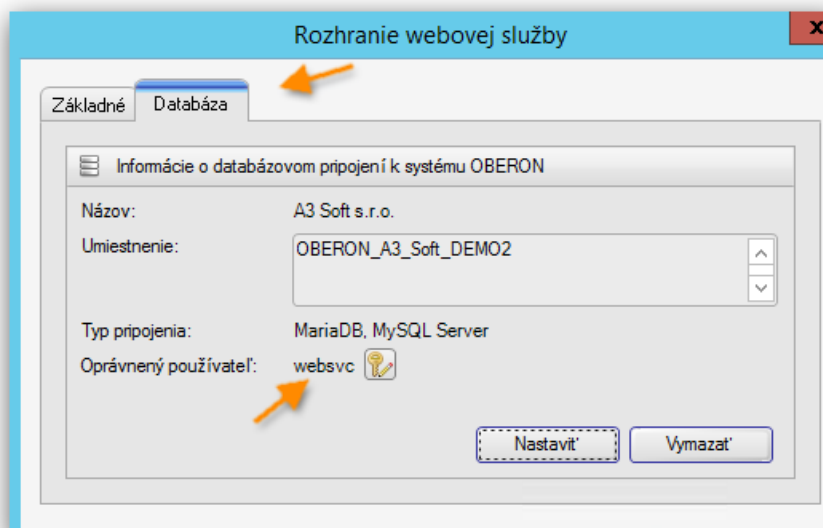 Rozhranie webovej služby
x
Základné
Databáza
Informácie o databázovom pripojení k systému OBERON
Názov: A3 Soft s.r.o.
Umiestnenie: OBERON_A3_Soft_DEMO2
Typ pripojenia: MariaDB, MySQL Server
Oprávnený používateľ: websvc
Nastaviť Vymazať